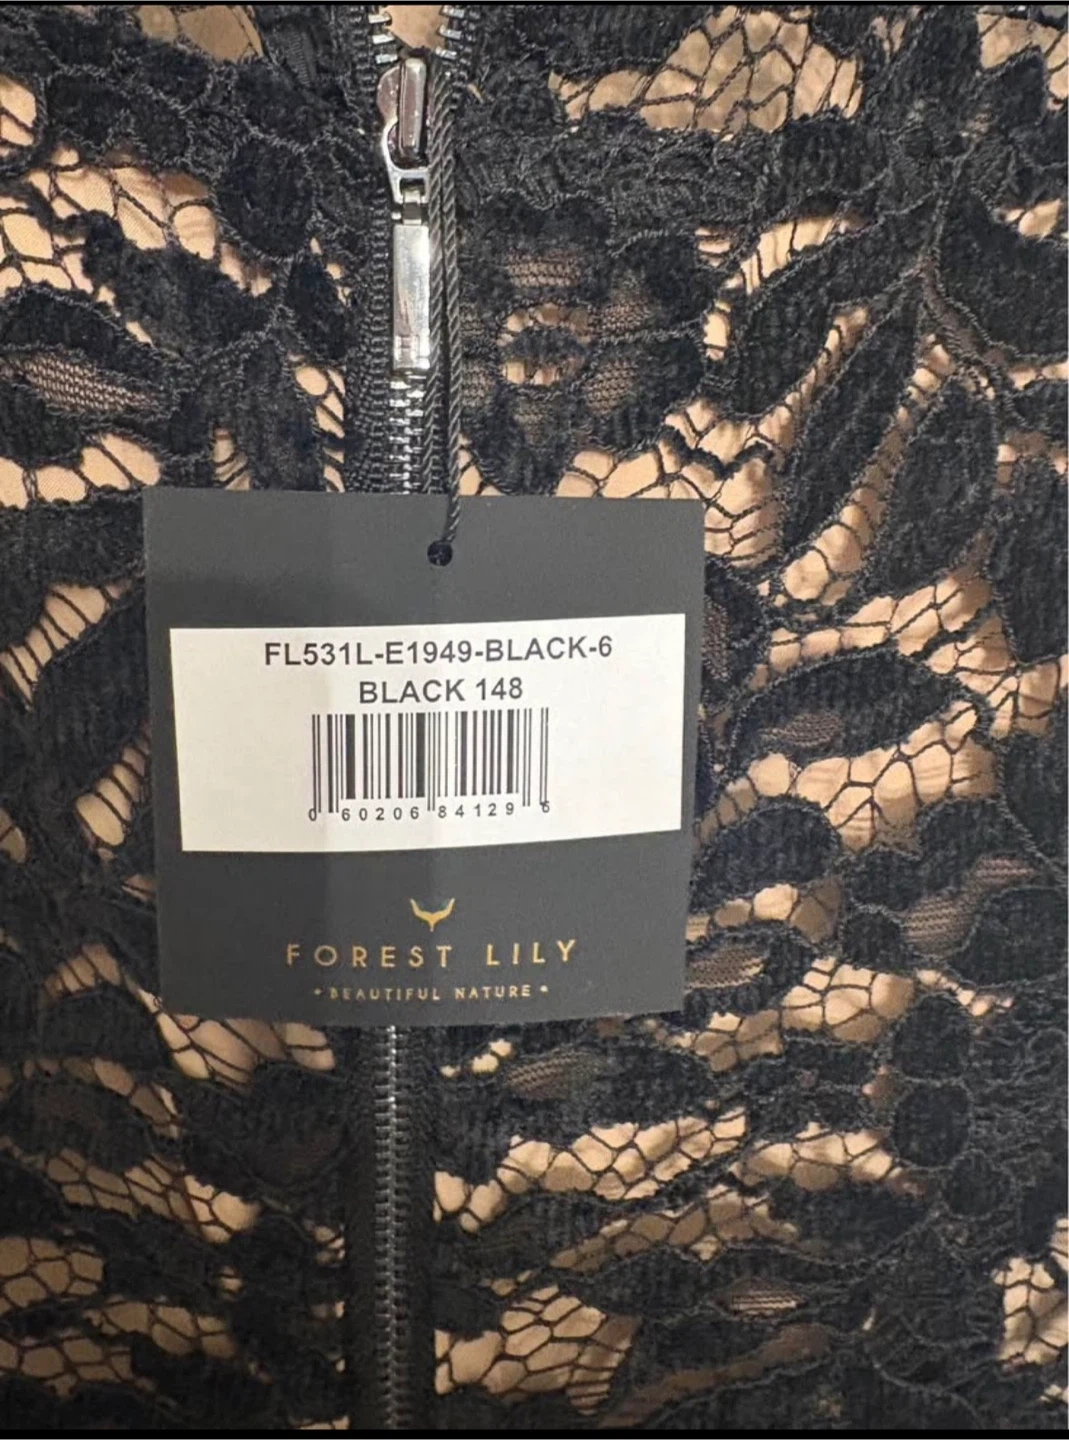 FL531L-E1949-BLACK-6
BLACK 148
0 60206 84129 6
FOREST LILY
• BEAUTIFUL NATURE •